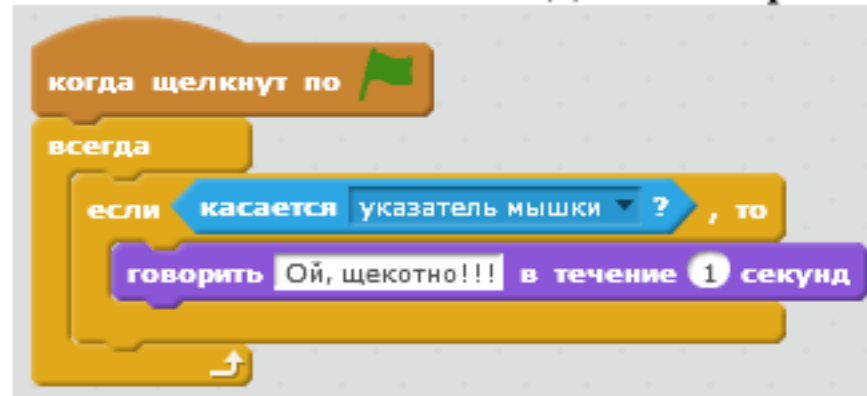 когда щелкнут по
всегда
если касается указатель мышки ? , то
говорить Ой, щекотно!!! в течение 1 секунд